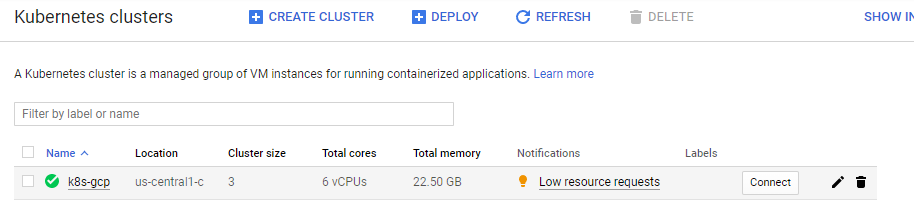 Kubernetes clusters CREATE CLUSTER DEPLOY REFRESH DELETE SHOW IN
A Kubernetes cluster is a managed group of VM instances for running containerized applications. Learn more
Filter by label or name
Name Location Cluster size Total cores Total memory Notifications Labels
k8s-gcp us-central1-c 3 6 vCPUs 22.50 GB Low resource requests Connect